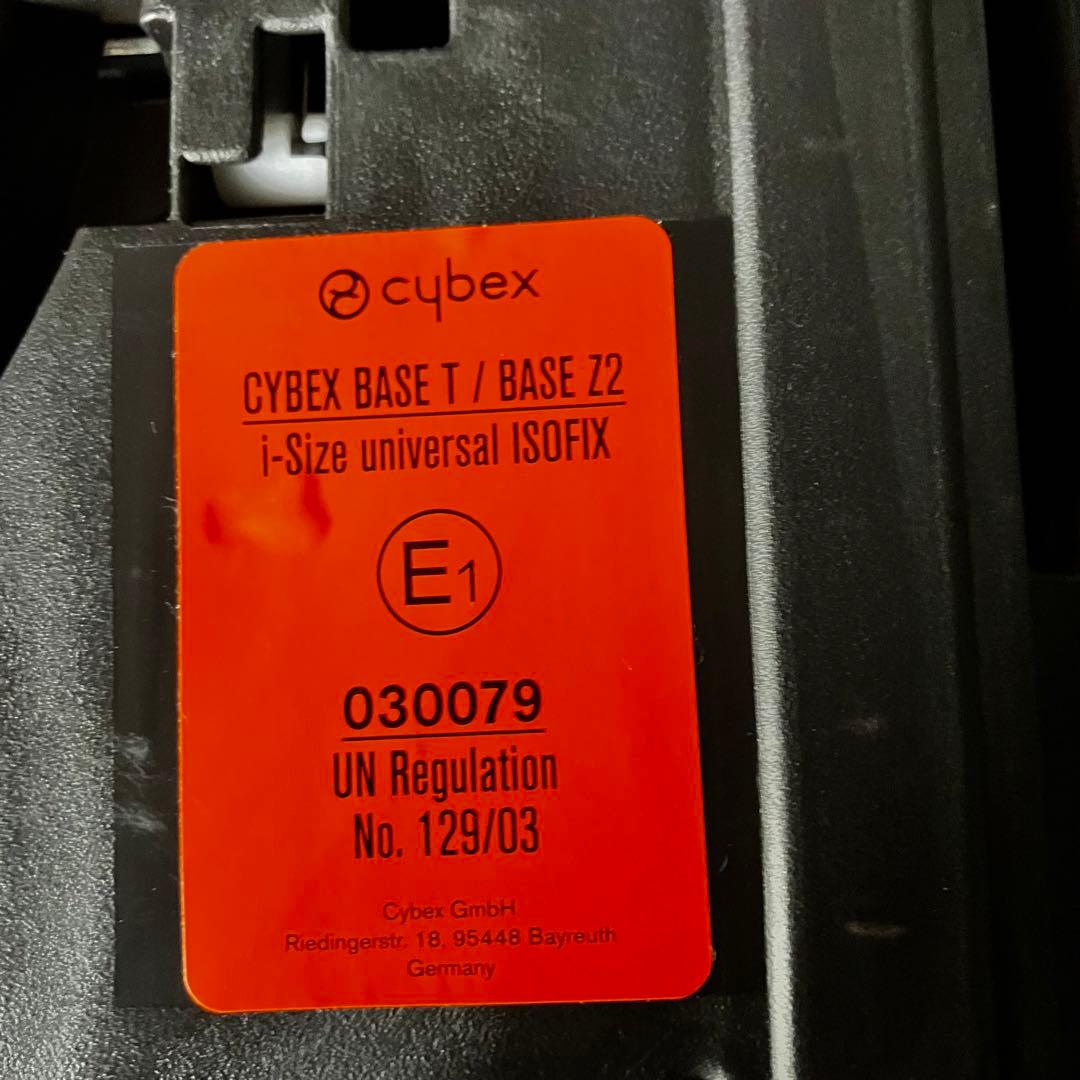 cybex
CYBEX BASE T / BASE Z2
i-Size universal ISOFIX
E1
030079
UN Regulation
No. 129/03
Cybex GmbH
Riedingerstr. 18, 95448 Bayreuth
Germany